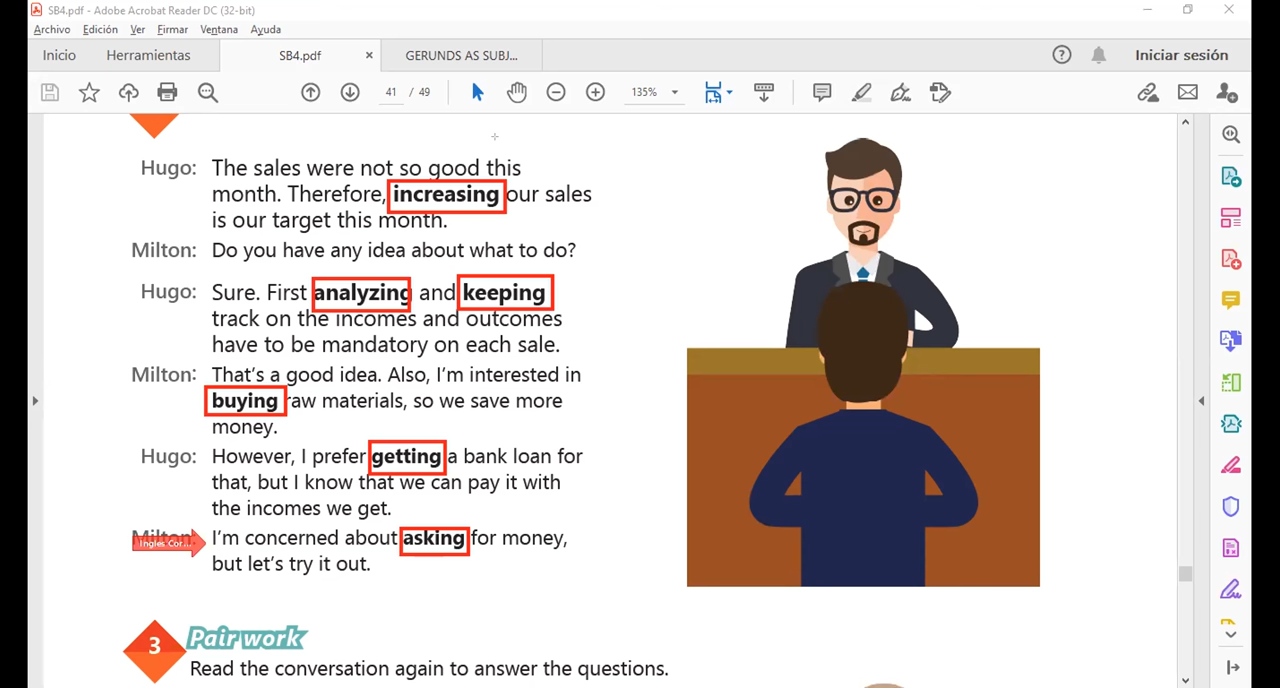 SB4.pdf - Adobe Acrobat Reader DC (32-bit)
Archivo Edición Ver Firmar Ventana Ayuda
Inicio Herramientas SB4.pdf × GERUNDS AS SUBJ... Iniciar sesión
41 / 49 135%
Hugo: The sales were not so good this
month. Therefore, increasing our sales
is our target this month.
Milton: Do you have any idea about what to do?
Hugo: Sure. First analyzing and keeping
track on the incomes and outcomes
have to be mandatory on each sale.
Milton: That's a good idea. Also, I'm interested in
buying raw materials, so we save more
money.
Hugo: However, I prefer getting a bank loan for
that, but I know that we can pay it with
the incomes we get.
Milton: I'm concerned about asking for money,
Ingles Cor...
but let's try it out.
3 Pair work
Read the conversation again to answer the questions.